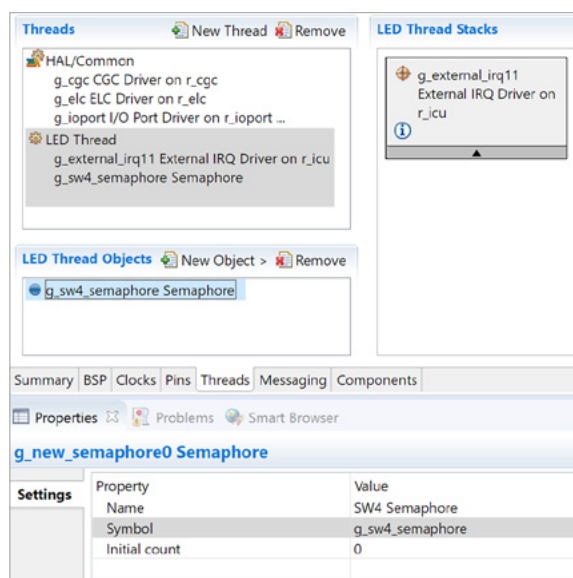 Threads
New Thread Remove
HAL/Common
g_cgc CGC Driver on r_cgc
g_elc ELC Driver on r_elc
g_ioport I/O Port Driver on r_ioport ...
LED Thread
g_external_irq11 External IRQ Driver on r_icu
g_sw4_semaphore Semaphore
LED Thread Stacks
g_external_irq11
External IRQ Driver on
r_icu
LED Thread Objects New Object > Remove
g_sw4_semaphore Semaphore
Summary BSP Clocks Pins Threads Messaging Components
Properties Problems Smart Browser
g_new_semaphore0 Semaphore
Settings
Property Value
Name SW4 Semaphore
Symbol g_sw4_semaphore
Initial count 0